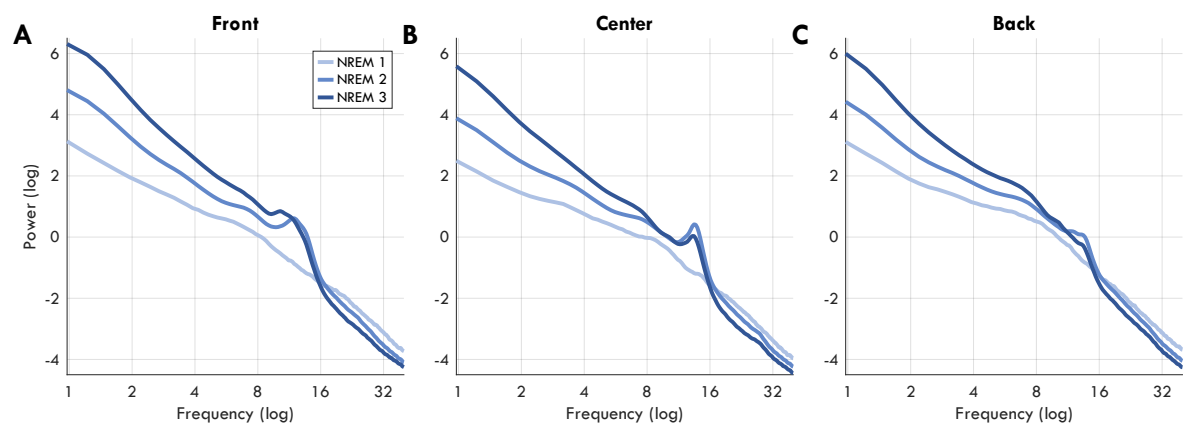 A Front
6
4
2
0
-2
-4
Power (log)
NREM 1
NREM 2
NREM 3
1 2 4 8 16 32
Frequency (log)
B Center
6
4
2
0
-2
-4
1 2 4 8 16 32
Frequency (log)
C Back
6
4
2
0
-2
-4
1 2 4 8 16 32
Frequency (log)